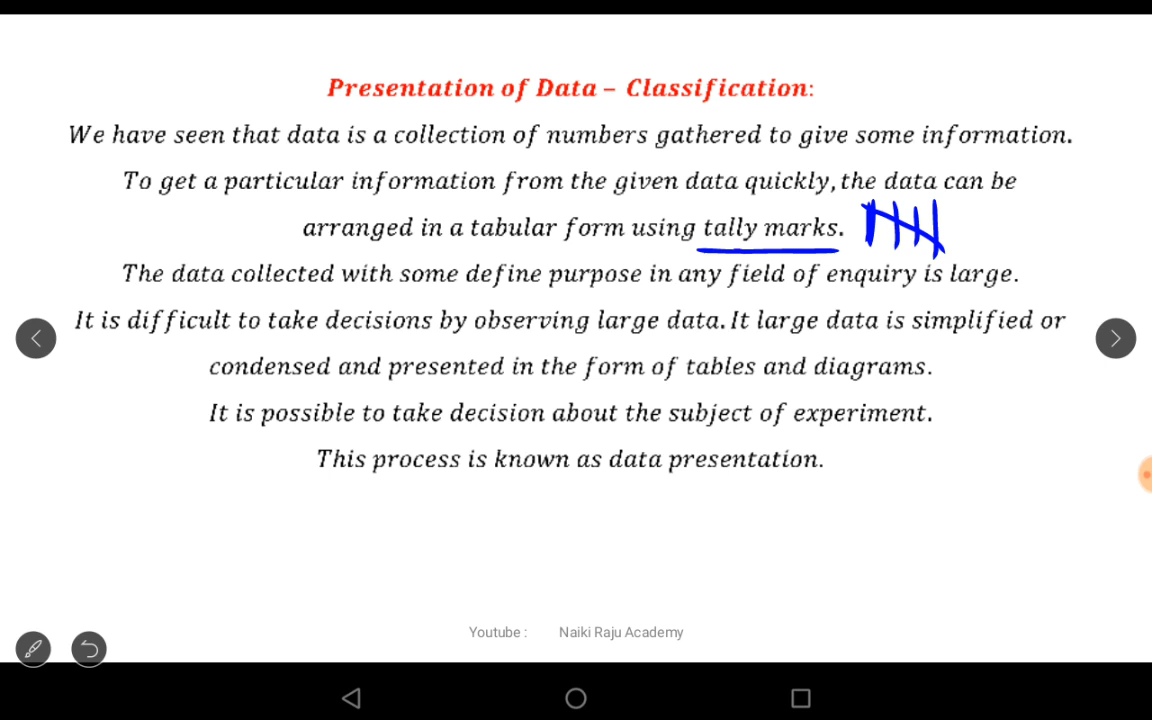 Presentation of Data – Classification:
We have seen that data is a collection of numbers gathered to give some information.
To get a particular information from the given data quickly, the data can be
arranged in a tabular form using tally marks.
The data collected with some define purpose in any field of enquiry is large.
It is difficult to take decisions by observing large data. It large data is simplified or
condensed and presented in the form of tables and diagrams.
It is possible to take decision about the subject of experiment.
This process is known as data presentation.
Youtube : Naiki Raju Academy